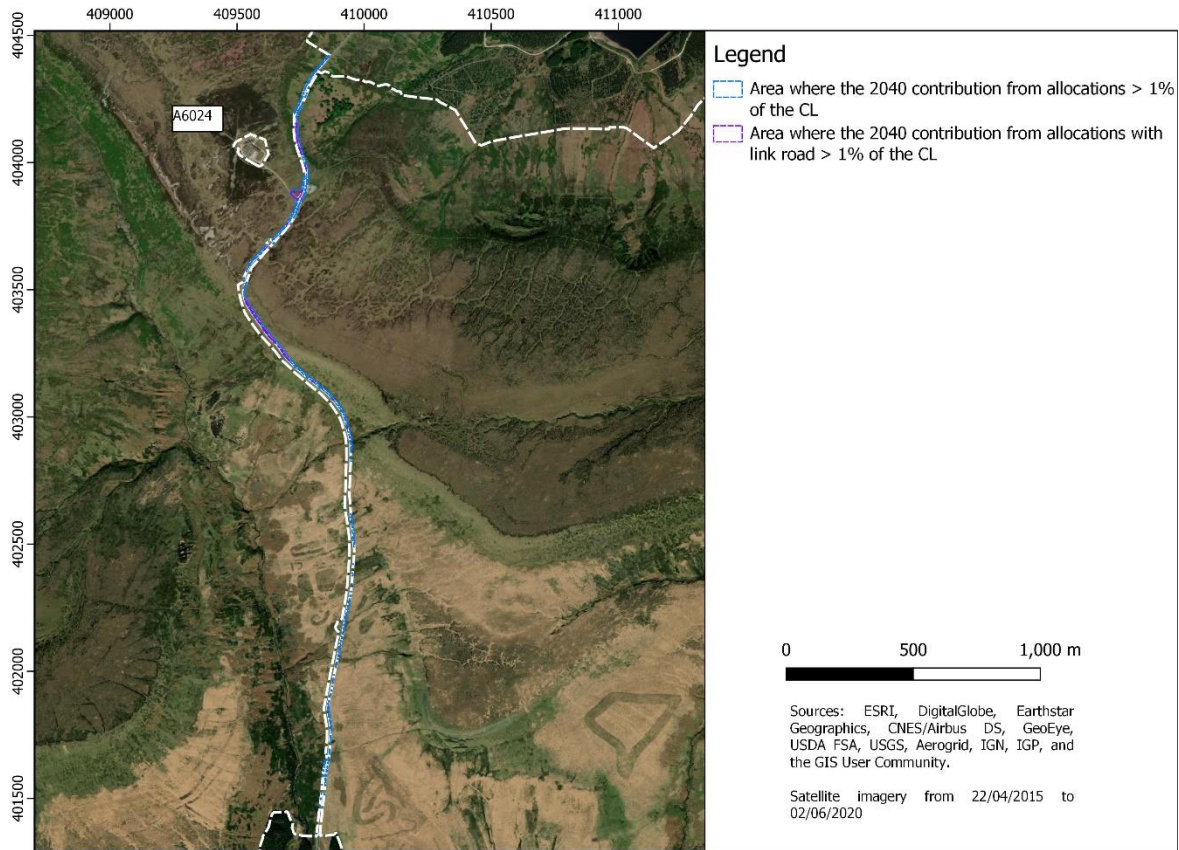 409000 409500 410000 410500 411000
404500
404000
403500
403000
402500
402000
401500
A6024
Legend
Area where the 2040 contribution from allocations > 1%
of the CL
Area where the 2040 contribution from allocations with
link road > 1% of the CL
0 500 1,000 m
Sources: ESRI, DigitalGlobe, Earthstar
Geographics, CNES/Airbus DS, GeoEye,
USDA FSA, USGS, Aerogrid, IGN, IGP, and
the GIS User Community.
Satellite imagery from 22/04/2015 to
02/06/2020